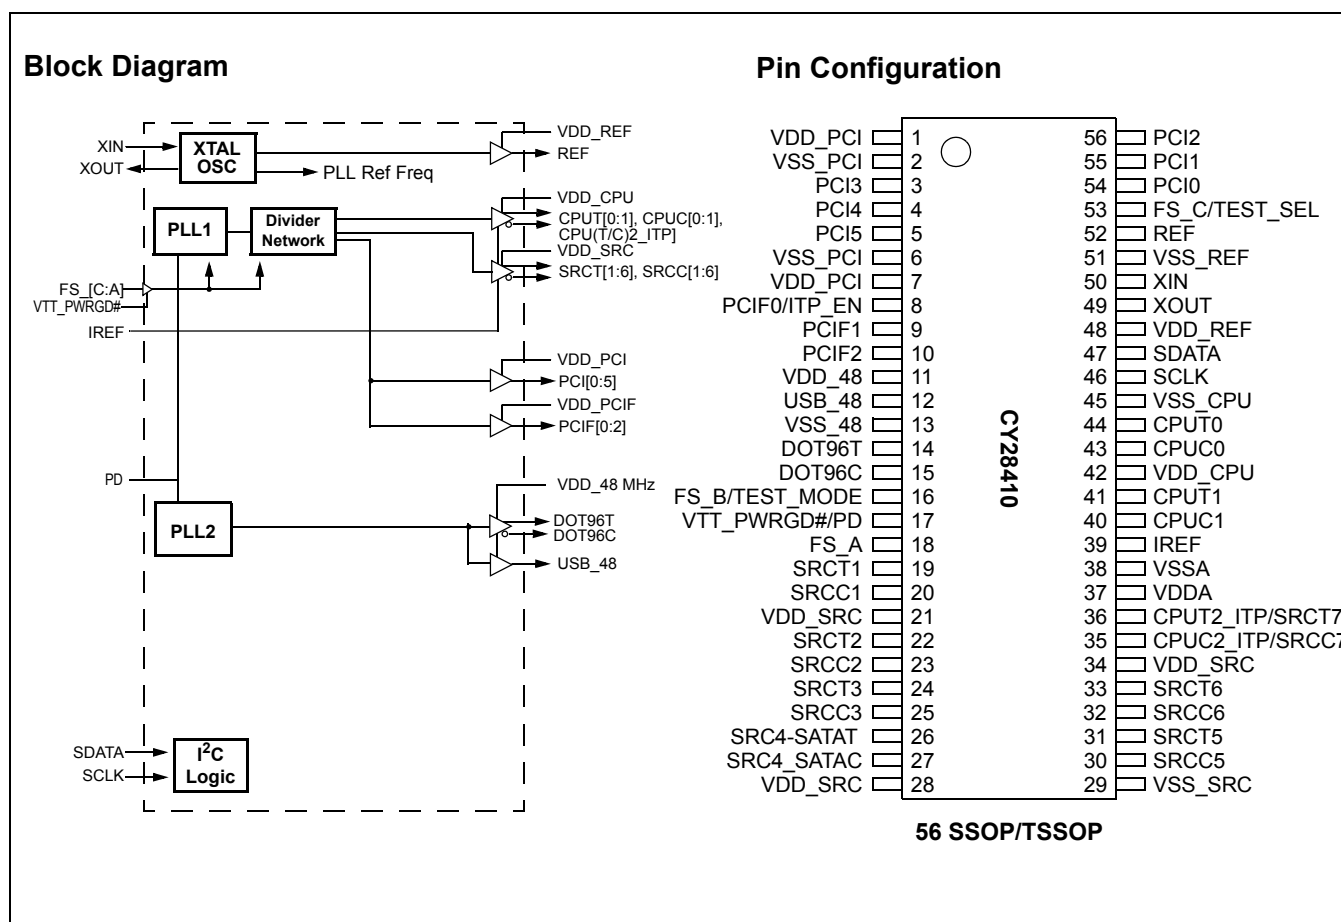 Block Diagram
XIN
XOUT
XTAL
OSC
VDD_REF
REF
PLL Ref Freq
PLL1
Divider
Network
VDD_CPU
CPUT[0:1], CPUC[0:1],
CPU(T/C)2_ITP]
VDD_SRC
SRCT[1:6], SRCC[1:6]
FS_[C:A]
VTT_PWRGD#
IREF
VDD_PCI
PCI[0:5]
VDD_PCIF
PCIF[0:2]
PD
PLL2
VDD_48 MHz
DOT96T
DOT96C
USB_48
SDATA
SCLK
I2C
Logic
Pin Configuration
VDD_PCI 1
VSS_PCI 2
PCI3 3
PCI4 4
PCI5 5
VSS_PCI 6
VDD_PCI 7
PCIF0/ITP_EN 8
PCIF1 9
PCIF2 10
VDD_48 11
USB_48 12
VSS_48 13
DOT96T 14
DOT96C 15
FS_B/TEST_MODE 16
VTT_PWRGD#/PD 17
FS_A 18
SRCT1 19
SRCC1 20
VDD_SRC 21
SRCT2 22
SRCC2 23
SRCT3 24
SRCC3 25
SRC4-SATAT 26
SRC4_SATAC 27
VDD_SRC 28
CY28410
56 PCI2
55 PCI1
54 PCI0
53 FS_C/TEST_SEL
52 REF
51 VSS_REF
50 XIN
49 XOUT
48 VDD_REF
47 SDATA
46 SCLK
45 VSS_CPU
44 CPUT0
43 CPUC0
42 VDD_CPU
41 CPUT1
40 CPUC1
39 IREF
38 VSSA
37 VDDA
36 CPUT2_ITP/SRCT7
35 CPUC2_ITP/SRCC7
34 VDD_SRC
33 SRCT6
32 SRCC6
31 SRCT5
30 SRCC5
29 VSS_SRC
56 SSOP/TSSOP